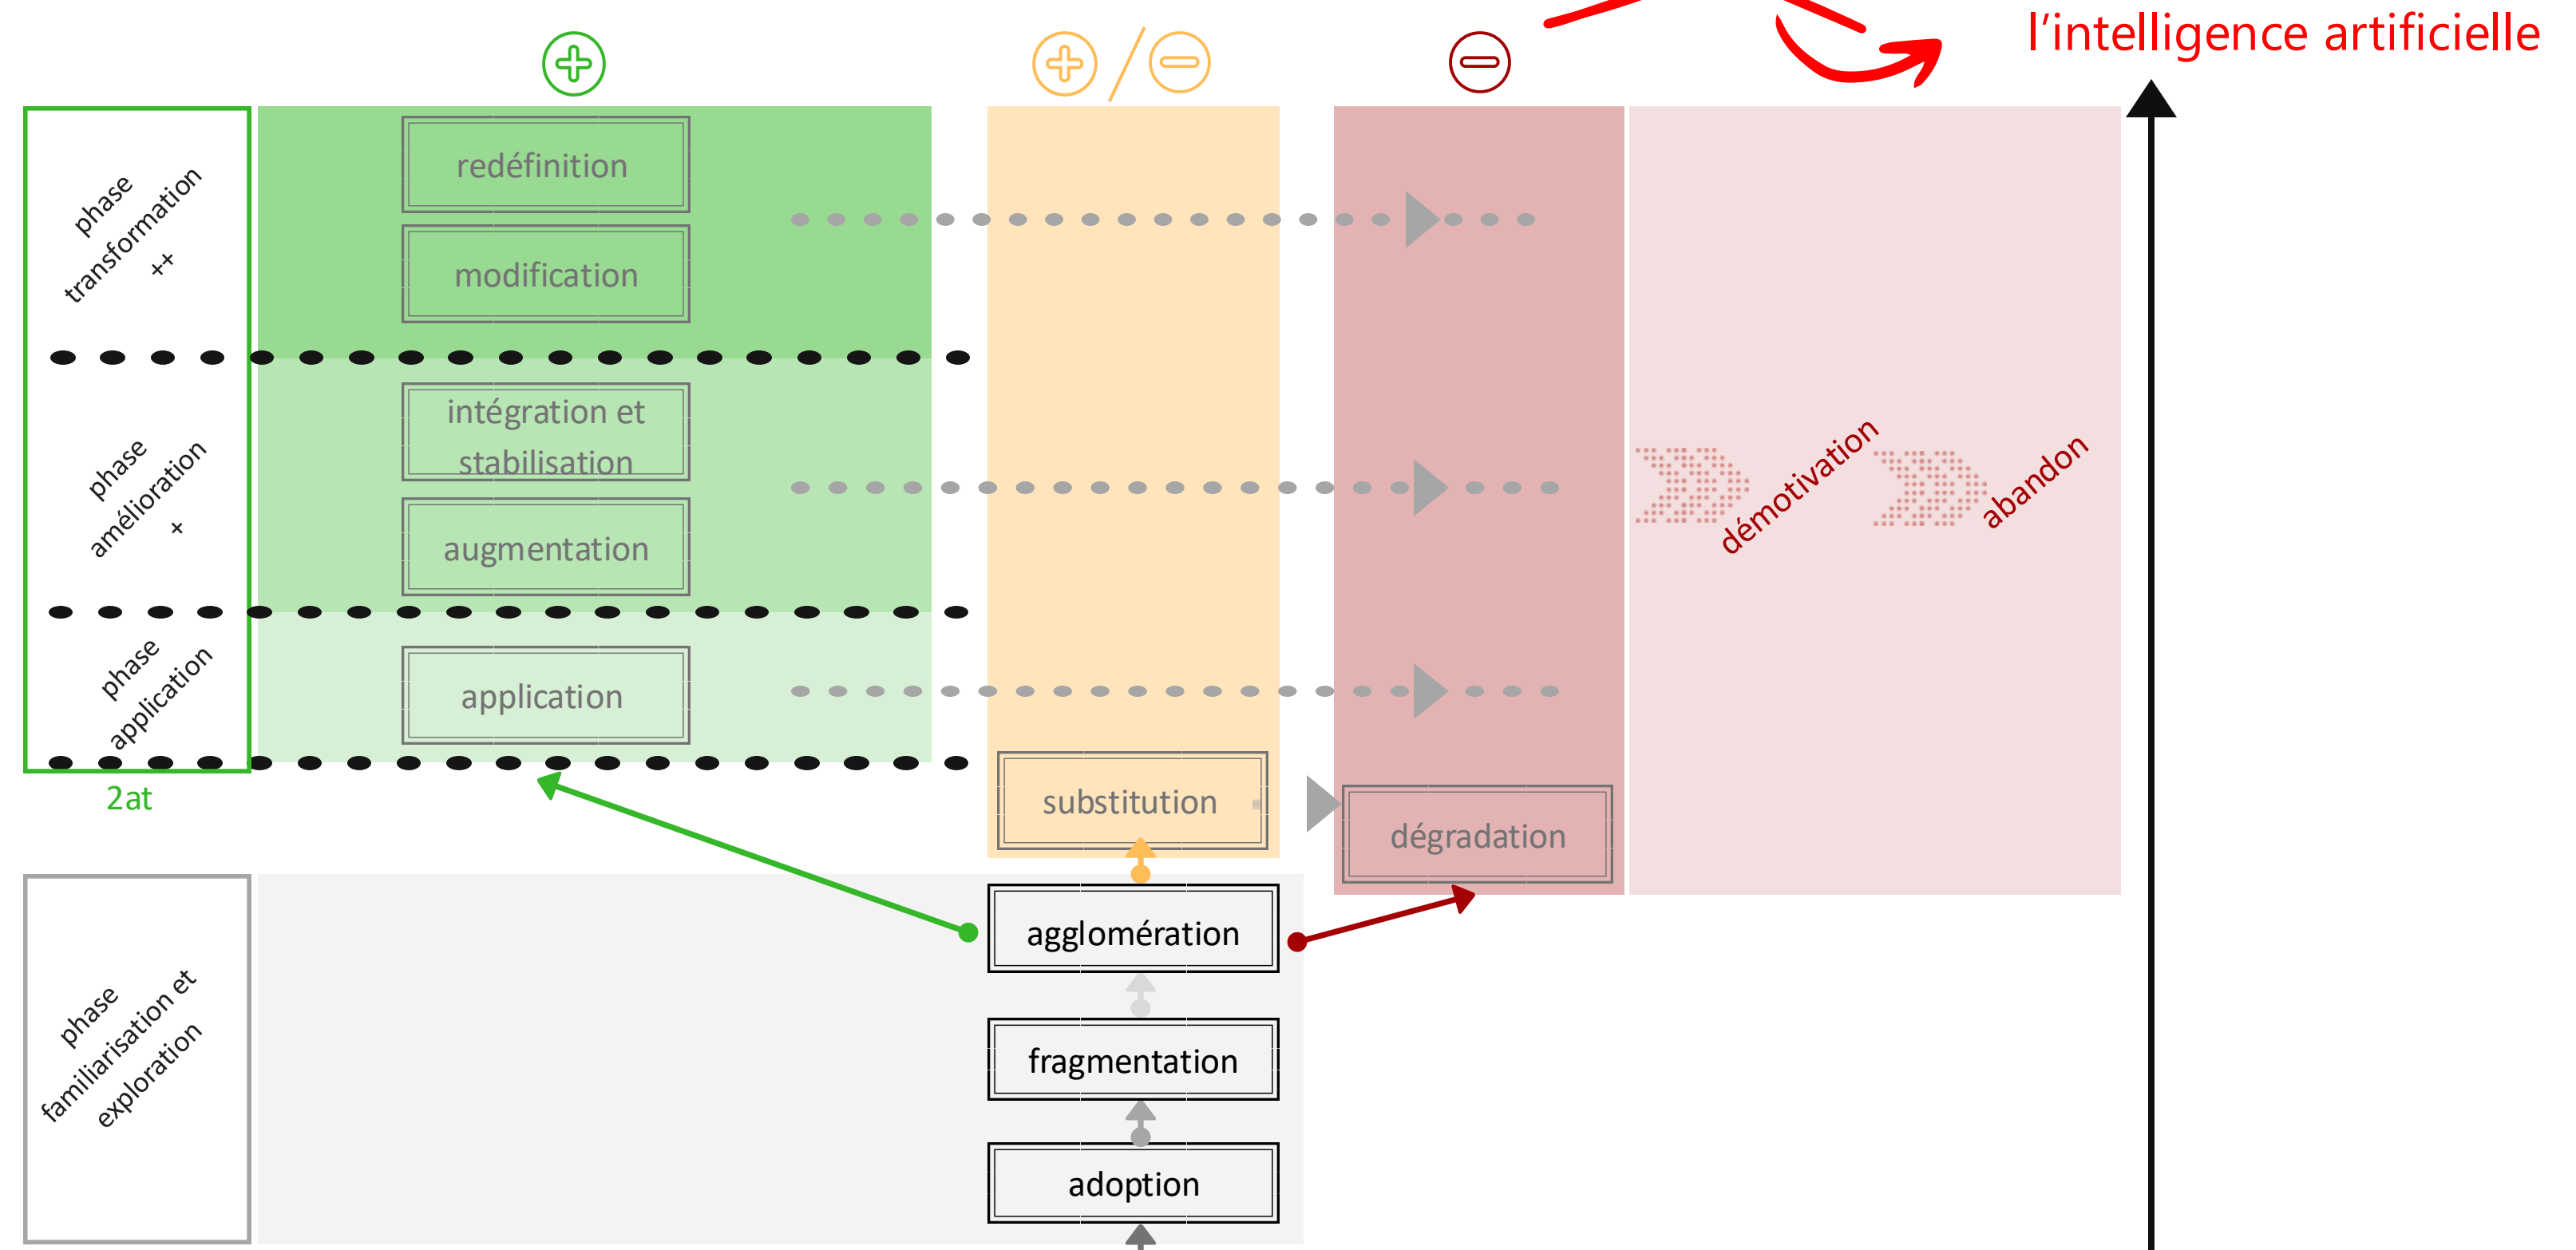 l'intelligence artificielle
phase
transformation
++
redéfinition
modification
phase
amélioration
+
intégration et
stabilisation
augmentation
démotivation
abandon
phase
application
application
2at
substitution
dégradation
phase
familiarisation et
exploration
agglomération
fragmentation
adoption